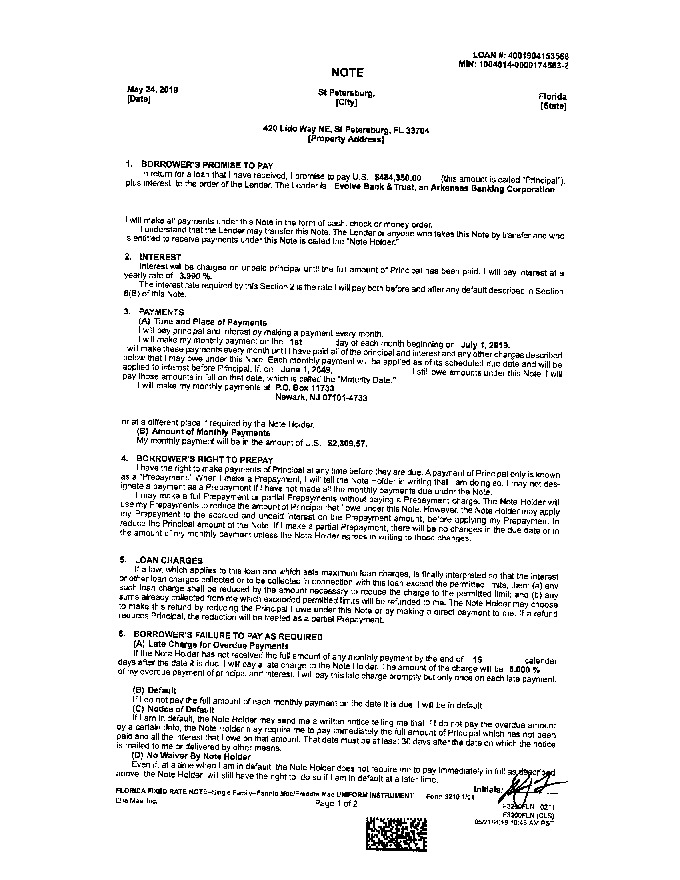 LOAN #: 4001904153568
MIN: 1004014-0000174563-2
NOTE
May 24, 2019
[Date]
St Petersburg,
[City]
Florida
[State]
420 Lido Way NE, St Petersburg, FL 33704
[Property Address]
1. BORROWER'S PROMISE TO PAY
In return for a loan that I have received, I promise to pay U.S. $484,350.00 (this amount is called "Principal"),
plus interest, to the order of the Lender. The Lender is Evolve Bank & Trust, an Arkansas Banking Corporation
I will make all payments under this Note in the form of cash, check or money order.
I understand that the Lender may transfer this Note. The Lender or anyone who takes this Note by transfer and who
is entitled to receive payments under this Note is called the "Note Holder."
2. INTEREST
Interest will be charged on unpaid principal until the full amount of Principal has been paid. I will pay interest at a
yearly rate of 3.990 %.
The interest rate required by this Section 2 is the rate I will pay both before and after any default described in Section
6(B) of this Note.
3. PAYMENTS
(A) Time and Place of Payments
I will pay principal and interest by making a payment every month.
I will make my monthly payment on the 1st day of each month beginning on July 1, 2019.
I will make these payments every month until I have paid all of the principal and interest and any other charges described
below that I may owe under this Note. Each monthly payment will be applied as of its scheduled due date and will be
applied to interest before Principal. If, on June 1, 2049, I still owe amounts under this Note, I will
pay those amounts in full on that date, which is called the "Maturity Date."
I will make my monthly payments at P.O. Box 11733
Newark, NJ 07101-4733
or at a different place if required by the Note Holder.
(B) Amount of Monthly Payments
My monthly payment will be in the amount of U.S. $2,309.57.
4. BORROWER'S RIGHT TO PREPAY
I have the right to make payments of Principal at any time before they are due. A payment of Principal only is known
as a "Prepayment." When I make a Prepayment, I will tell the Note Holder in writing that I am doing so. I may not des-
ignate a payment as a Prepayment if I have not made all the monthly payments due under the Note.
I may make a full Prepayment or partial Prepayments without paying a Prepayment charge. The Note Holder will
use my Prepayments to reduce the amount of Principal that I owe under this Note. However, the Note Holder may apply
my Prepayment to the accrued and unpaid interest on the Prepayment amount, before applying my Prepayment to
reduce the Principal amount of the Note. If I make a partial Prepayment, there will be no changes in the due date or in
the amount of my monthly payment unless the Note Holder agrees in writing to those changes.
5. LOAN CHARGES
If a law, which applies to this loan and which sets maximum loan charges, is finally interpreted so that the interest
or other loan charges collected or to be collected in connection with this loan exceed the permitted limits, then: (a) any
such loan charge shall be reduced by the amount necessary to reduce the charge to the permitted limit; and (b) any
sums already collected from me which exceeded permitted limits will be refunded to me. The Note Holder may choose
to make this refund by reducing the Principal I owe under this Note or by making a direct payment to me. If a refund
reduces Principal, the reduction will be treated as a partial Prepayment.
6. BORROWER'S FAILURE TO PAY AS REQUIRED
(A) Late Charge for Overdue Payments
If the Note Holder has not received the full amount of any monthly payment by the end of 15 calendar
days after the date it is due, I will pay a late charge to the Note Holder. The amount of the charge will be 5.000 %
of my overdue payment of principal and interest. I will pay this late charge promptly but only once on each late payment.
(B) Default
If I do not pay the full amount of each monthly payment on the date it is due, I will be in default.
(C) Notice of Default
If I am in default, the Note Holder may send me a written notice telling me that if I do not pay the overdue amount
by a certain date, the Note Holder may require me to pay immediately the full amount of Principal which has not been
paid and all the interest that I owe on that amount. That date must be at least 30 days after the date on which the notice
is mailed to me or delivered by other means.
(D) No Waiver By Note Holder
Even if, at a time when I am in default, the Note Holder does not require me to pay immediately in full as described
above, the Note Holder will still have the right to do so if I am in default at a later time.
FLORIDA FIXED RATE NOTE--Single Family--Fannie Mae/Freddie Mac UNIFORM INSTRUMENT Form 3210 1/01
Initials:
Ellie Mae, Inc.
Page 1 of 2
F3200FLN 0211
F3200FLN (CLS)
05/21/2019 10:45 AM PST